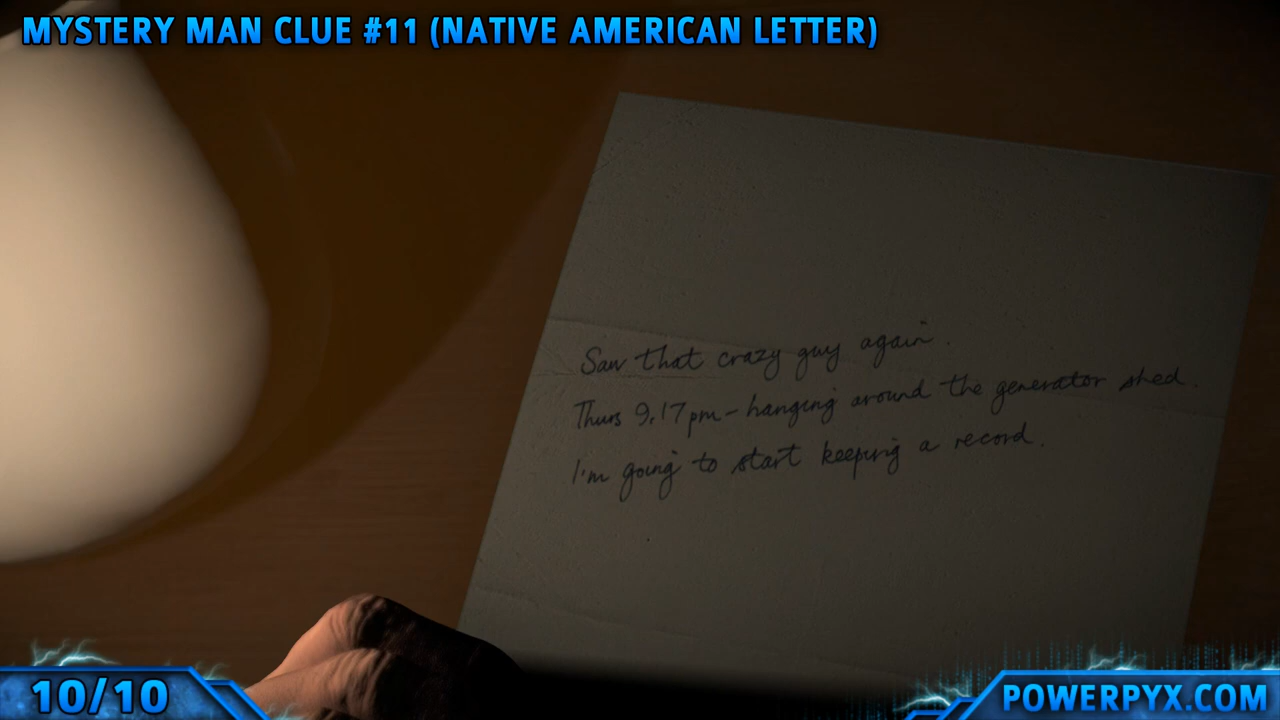 MYSTERY MAN CLUE #11 (NATIVE AMERICAN LETTER)
Saw that crazy guy again.
Thurs 9.17pm - hanging around the generator shed.
I'm going to start keeping a record.
10/10
POWERPYX.COM